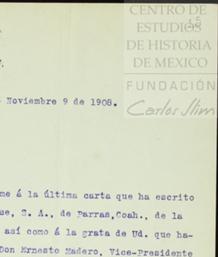 CENTRO DE
ESTUDIOS
DE HISTORIA
DE MEXICO
FUNDACIÓN
Carlos Slim
Noviembre 9 de 1908.
me á la última carta que ha escrito
se, S. A., de Parras, Coah., de la
así como á la grata de Ud. que ha-
Don Ernesto Madero, Vice-Presidente